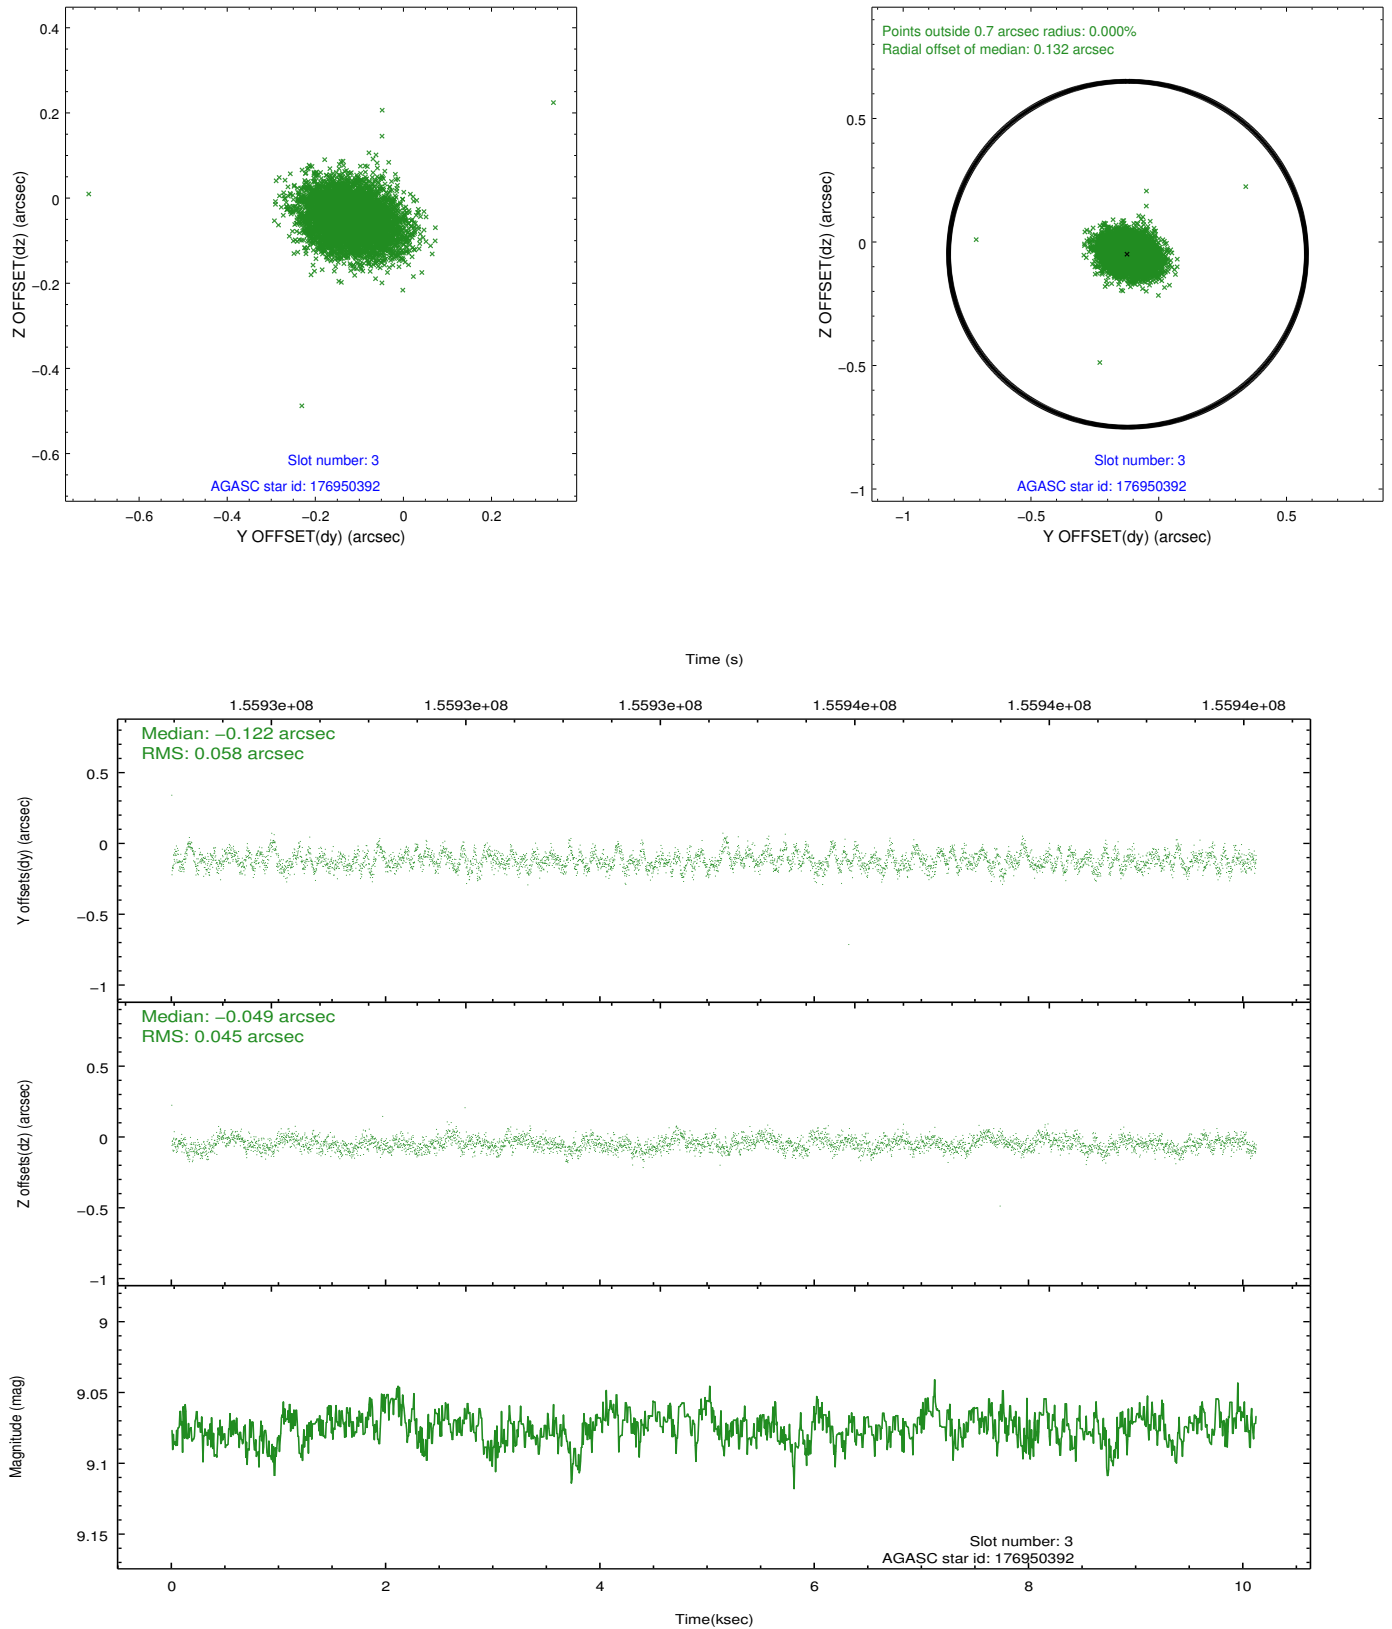 0.4
0.2
0
−0.2
−0.4
−0.6
Z OFFSET(dz) (arcsec)
Slot number: 3
AGASC star id: 176950392
−0.6 −0.4 −0.2 0 0.2
Y OFFSET(dy) (arcsec)
Points outside 0.7 arcsec radius: 0.000%
Radial offset of median: 0.132 arcsec
0.5
0
−0.5
−1
Z OFFSET(dz) (arcsec)
Slot number: 3
AGASC star id: 176950392
−1 −0.5 0 0.5
Y OFFSET(dy) (arcsec)
Time (s)
1.5593e+08 1.5593e+08 1.5593e+08 1.5594e+08 1.5594e+08 1.5594e+08
Median: −0.122 arcsec
RMS: 0.058 arcsec
0.5
0
−0.5
−1
Y offsets(dy) (arcsec)
Median: −0.049 arcsec
RMS: 0.045 arcsec
0.5
0
−0.5
−1
Z offsets(dz) (arcsec)
9
9.05
9.1
9.15
Magnitude (mag)
Slot number: 3
AGASC star id: 176950392
0 2 4 6 8 10
Time(ksec)